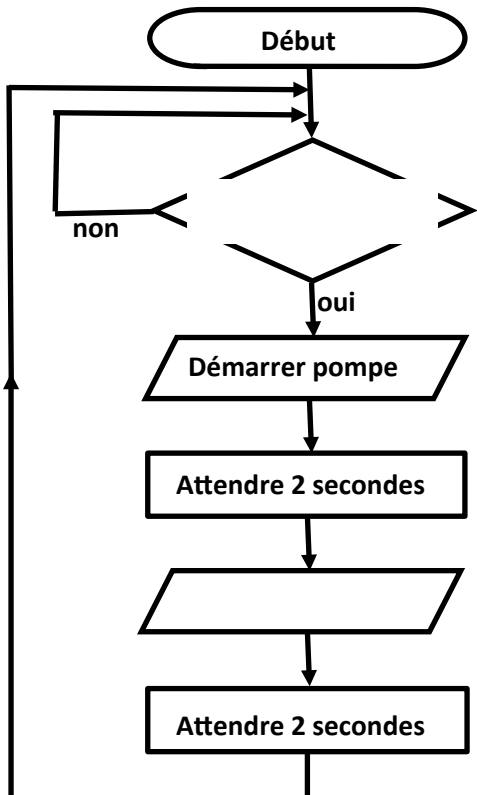 Début
non
oui
Démarrer pompe
Attendre 2 secondes
Attendre 2 secondes